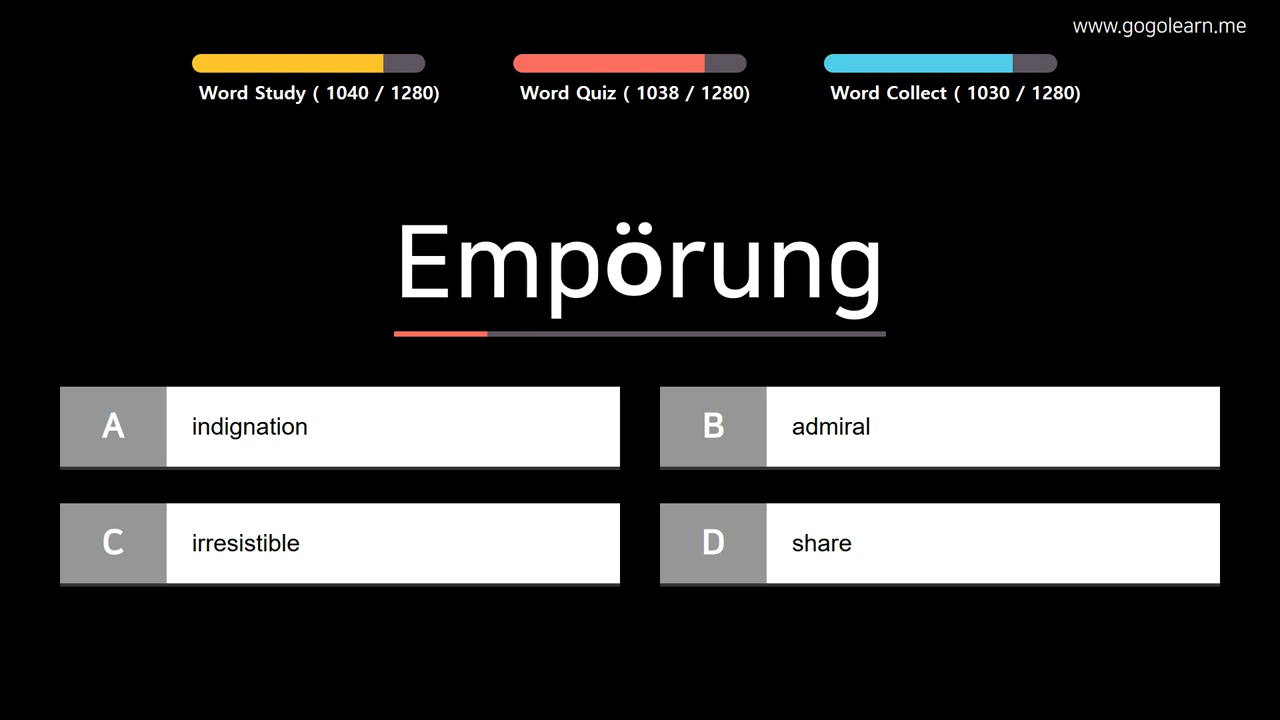 www.gogolearn.me
Word Study ( 1040 / 1280)
Word Quiz ( 1038 / 1280)
Word Collect ( 1030 / 1280)
Empörung
A
indignation
B
admiral
C
irresistible
D
share